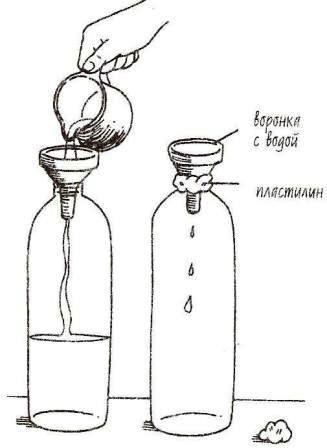 воронка
с водой
пластилин